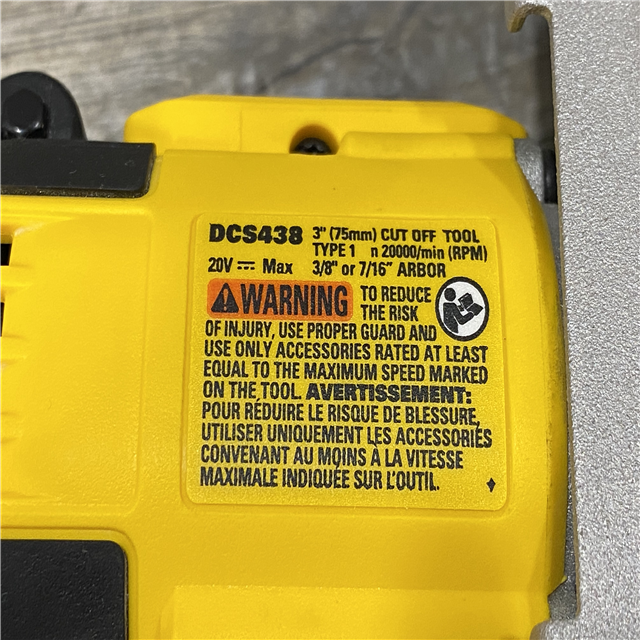 DCS438 3" (75mm) CUT OFF TOOL
TYPE 1 n 20000/min (RPM)
20V ⎓ Max 3/8" or 7/16" ARBOR
⚠WARNING TO REDUCE
THE RISK
OF INJURY, USE PROPER GUARD AND
USE ONLY ACCESSORIES RATED AT LEAST
EQUAL TO THE MAXIMUM SPEED MARKED
ON THE TOOL. AVERTISSEMENT:
POUR RÉDUIRE LE RISQUE DE BLESSURE,
UTILISER UNIQUEMENT LES ACCESSOIRES
CONVENANT AU MOINS À LA VITESSE
MAXIMALE INDIQUÉE SUR L'OUTIL.